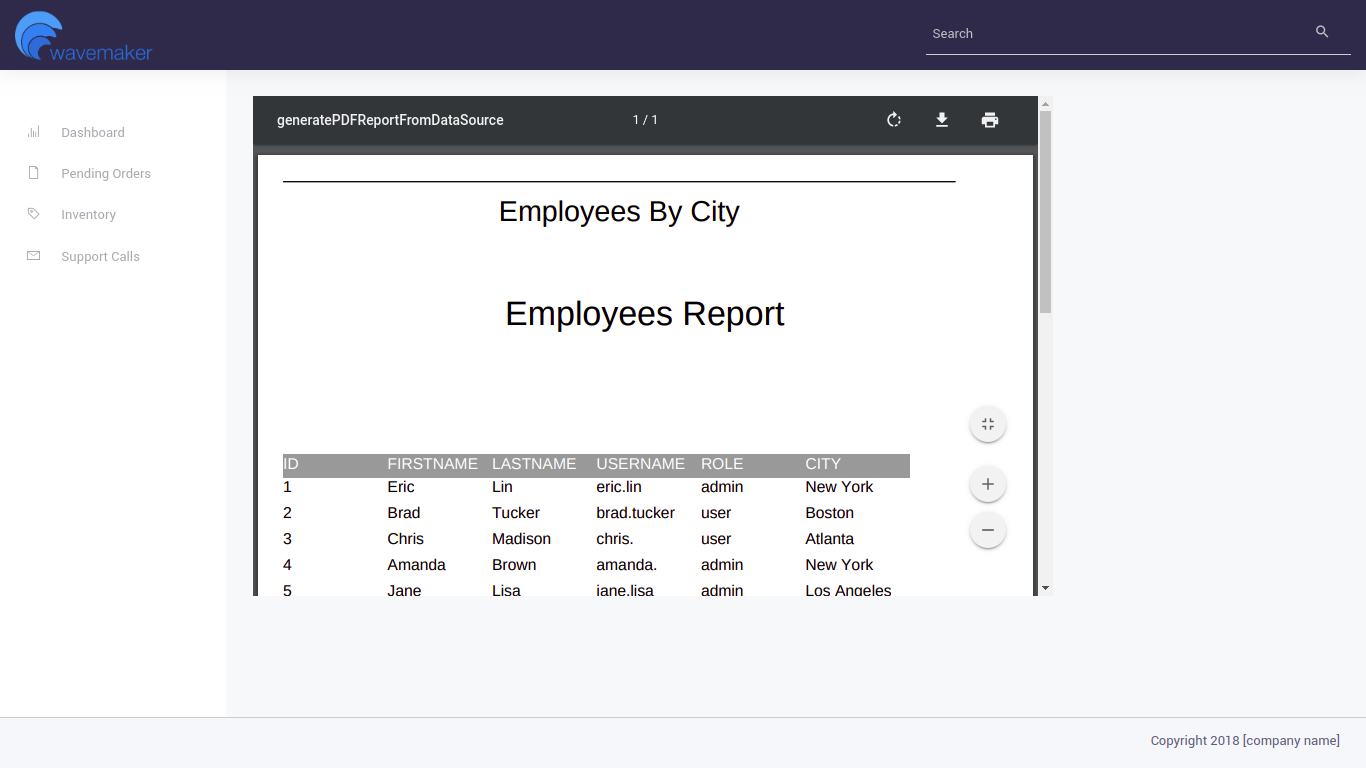 wavemaker
Search
Dashboard
Pending Orders
Inventory
Support Calls
generatePDFReportFromDataSource 1 / 1
Employees By City
Employees Report
ID FIRSTNAME LASTNAME USERNAME ROLE CITY
1 Eric Lin eric.lin admin New York
2 Brad Tucker brad.tucker user Boston
3 Chris Madison chris. user Atlanta
4 Amanda Brown amanda. admin New York
5 Jane Lisa jane.lisa admin Los Angeles
Copyright 2018 [company name]